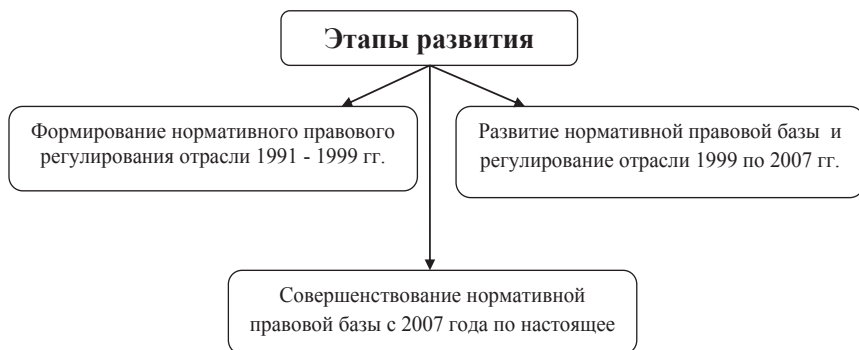 Этапы развития
Формирование нормативного правового
регулирования отрасли 1991 - 1999 гг.
Развитие нормативной правовой базы и
регулирование отрасли 1999 по 2007 гг.
Совершенствование нормативной
правовой базы с 2007 года по настоящее